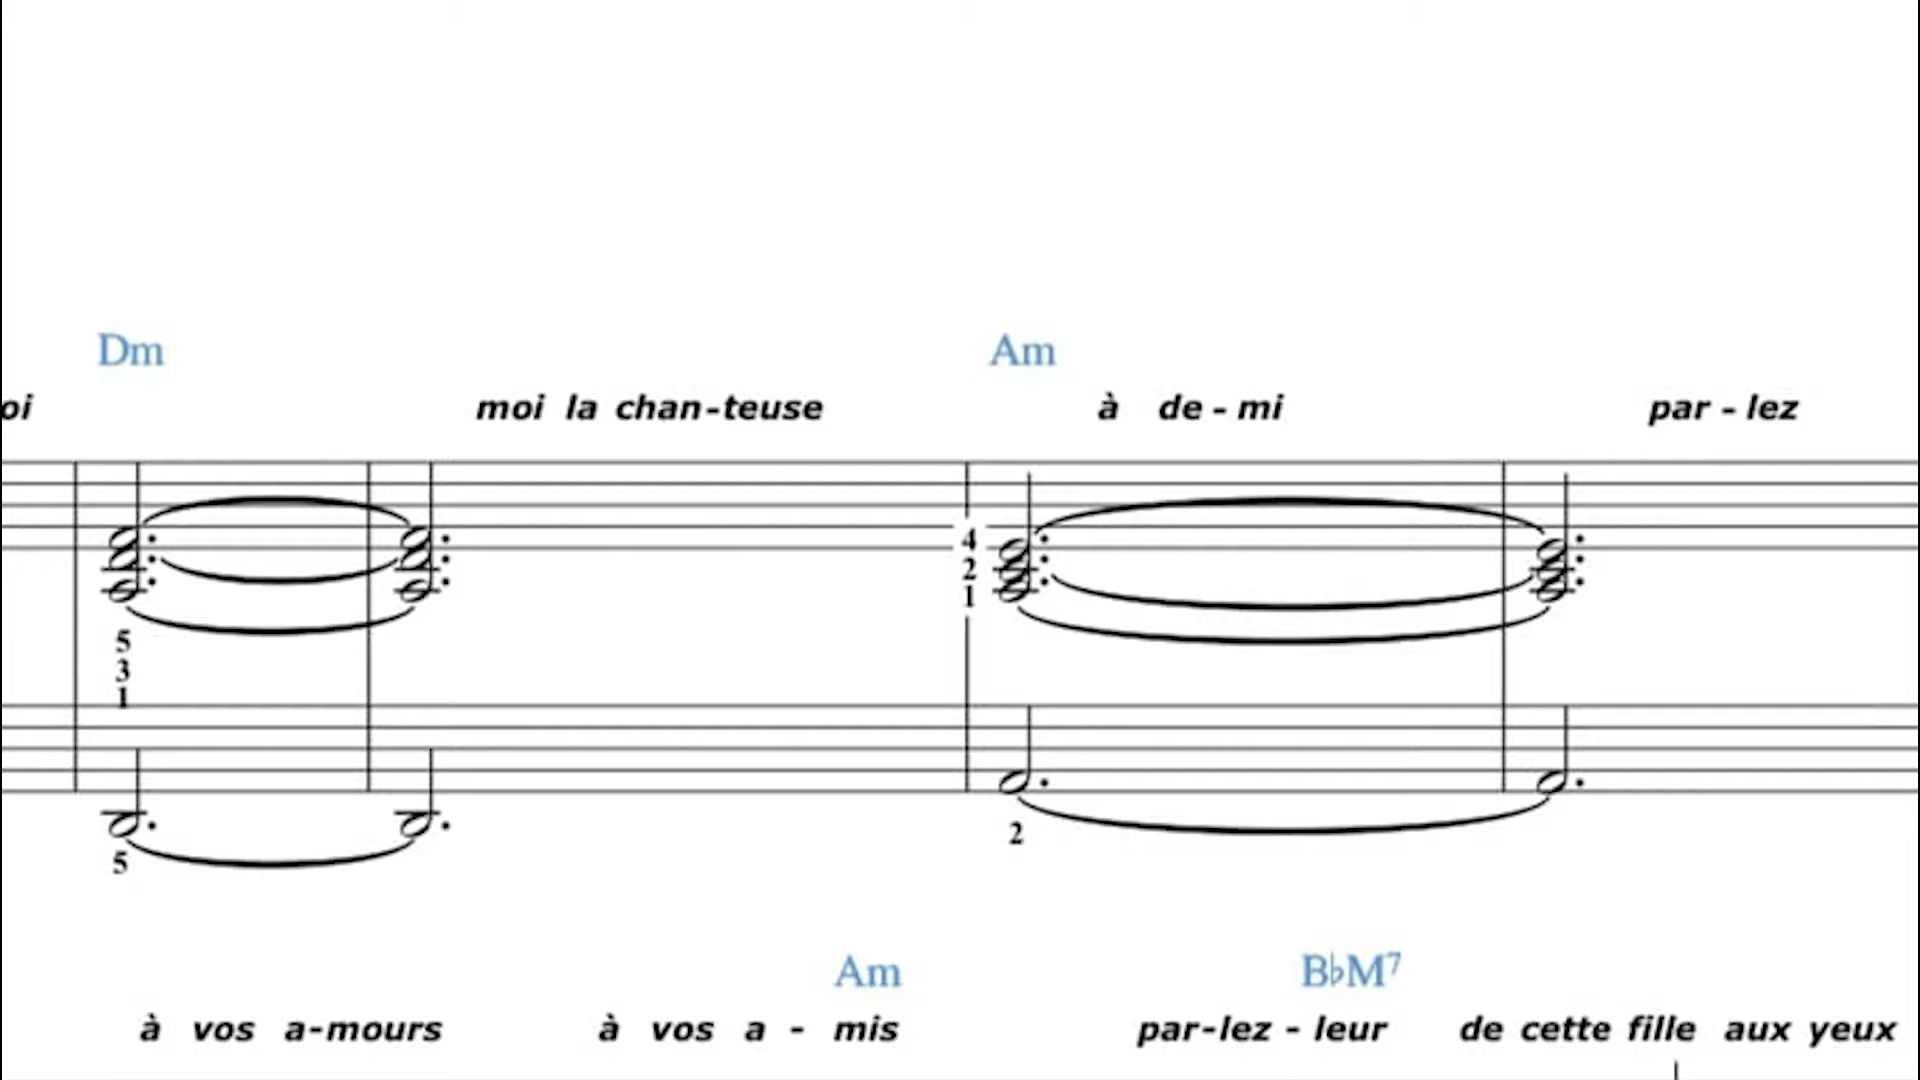 Dm Am
oi moi la chan-teuse à de-mi par-lez
4
2
1
5
3
1
5 2
Am B♭M7
à vos a-mours à vos a-mis par-lez-leur de cette fille aux yeux